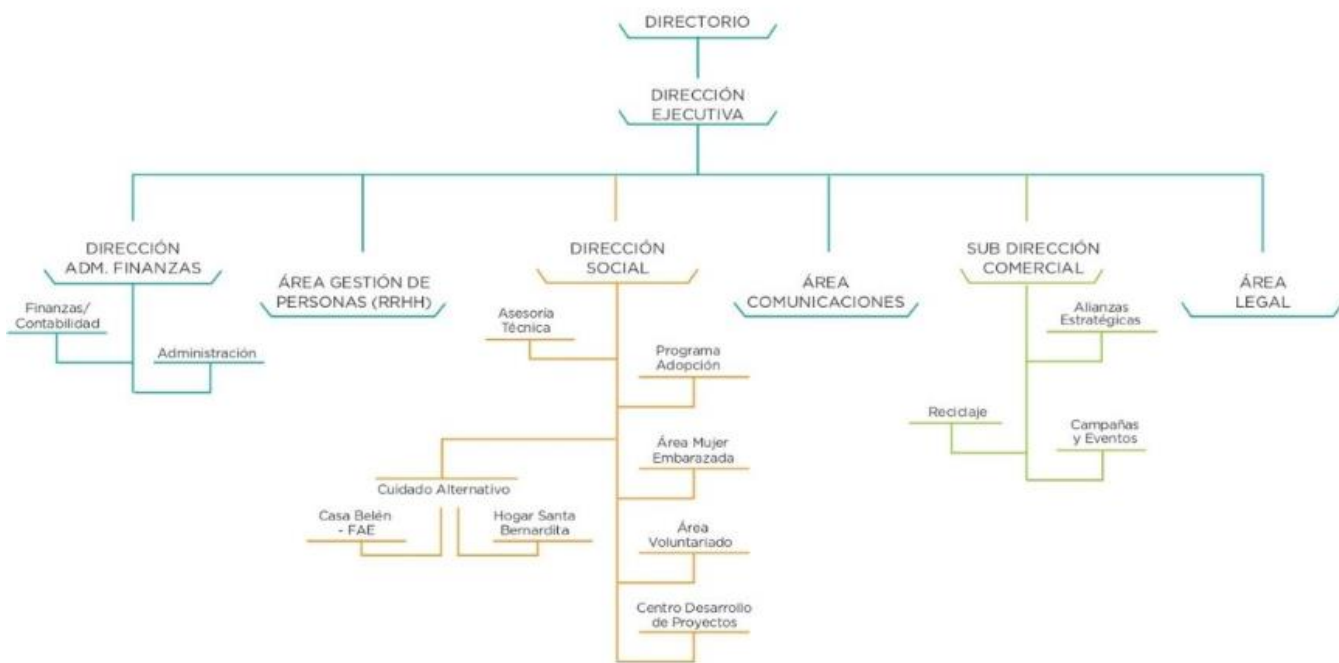 DIRECTORIO
DIRECCIÓN
EJECUTIVA
DIRECCIÓN
ADM. FINANZAS
Finanzas/
Contabilidad
Administración
ÁREA GESTIÓN DE
PERSONAS (RRHH)
DIRECCIÓN
SOCIAL
Asesoría
Técnica
Programa
Adopción
Área Mujer
Embarazada
Cuidado Alternativo
Casa Belén
- FAE
Hogar Santa
Bernardita
Área
Voluntariado
Centro Desarrollo
de Proyectos
ÁREA
COMUNICACIONES
SUB DIRECCIÓN
COMERCIAL
Alianzas
Estratégicas
Reciclaje
Campañas
y Eventos
ÁREA
LEGAL